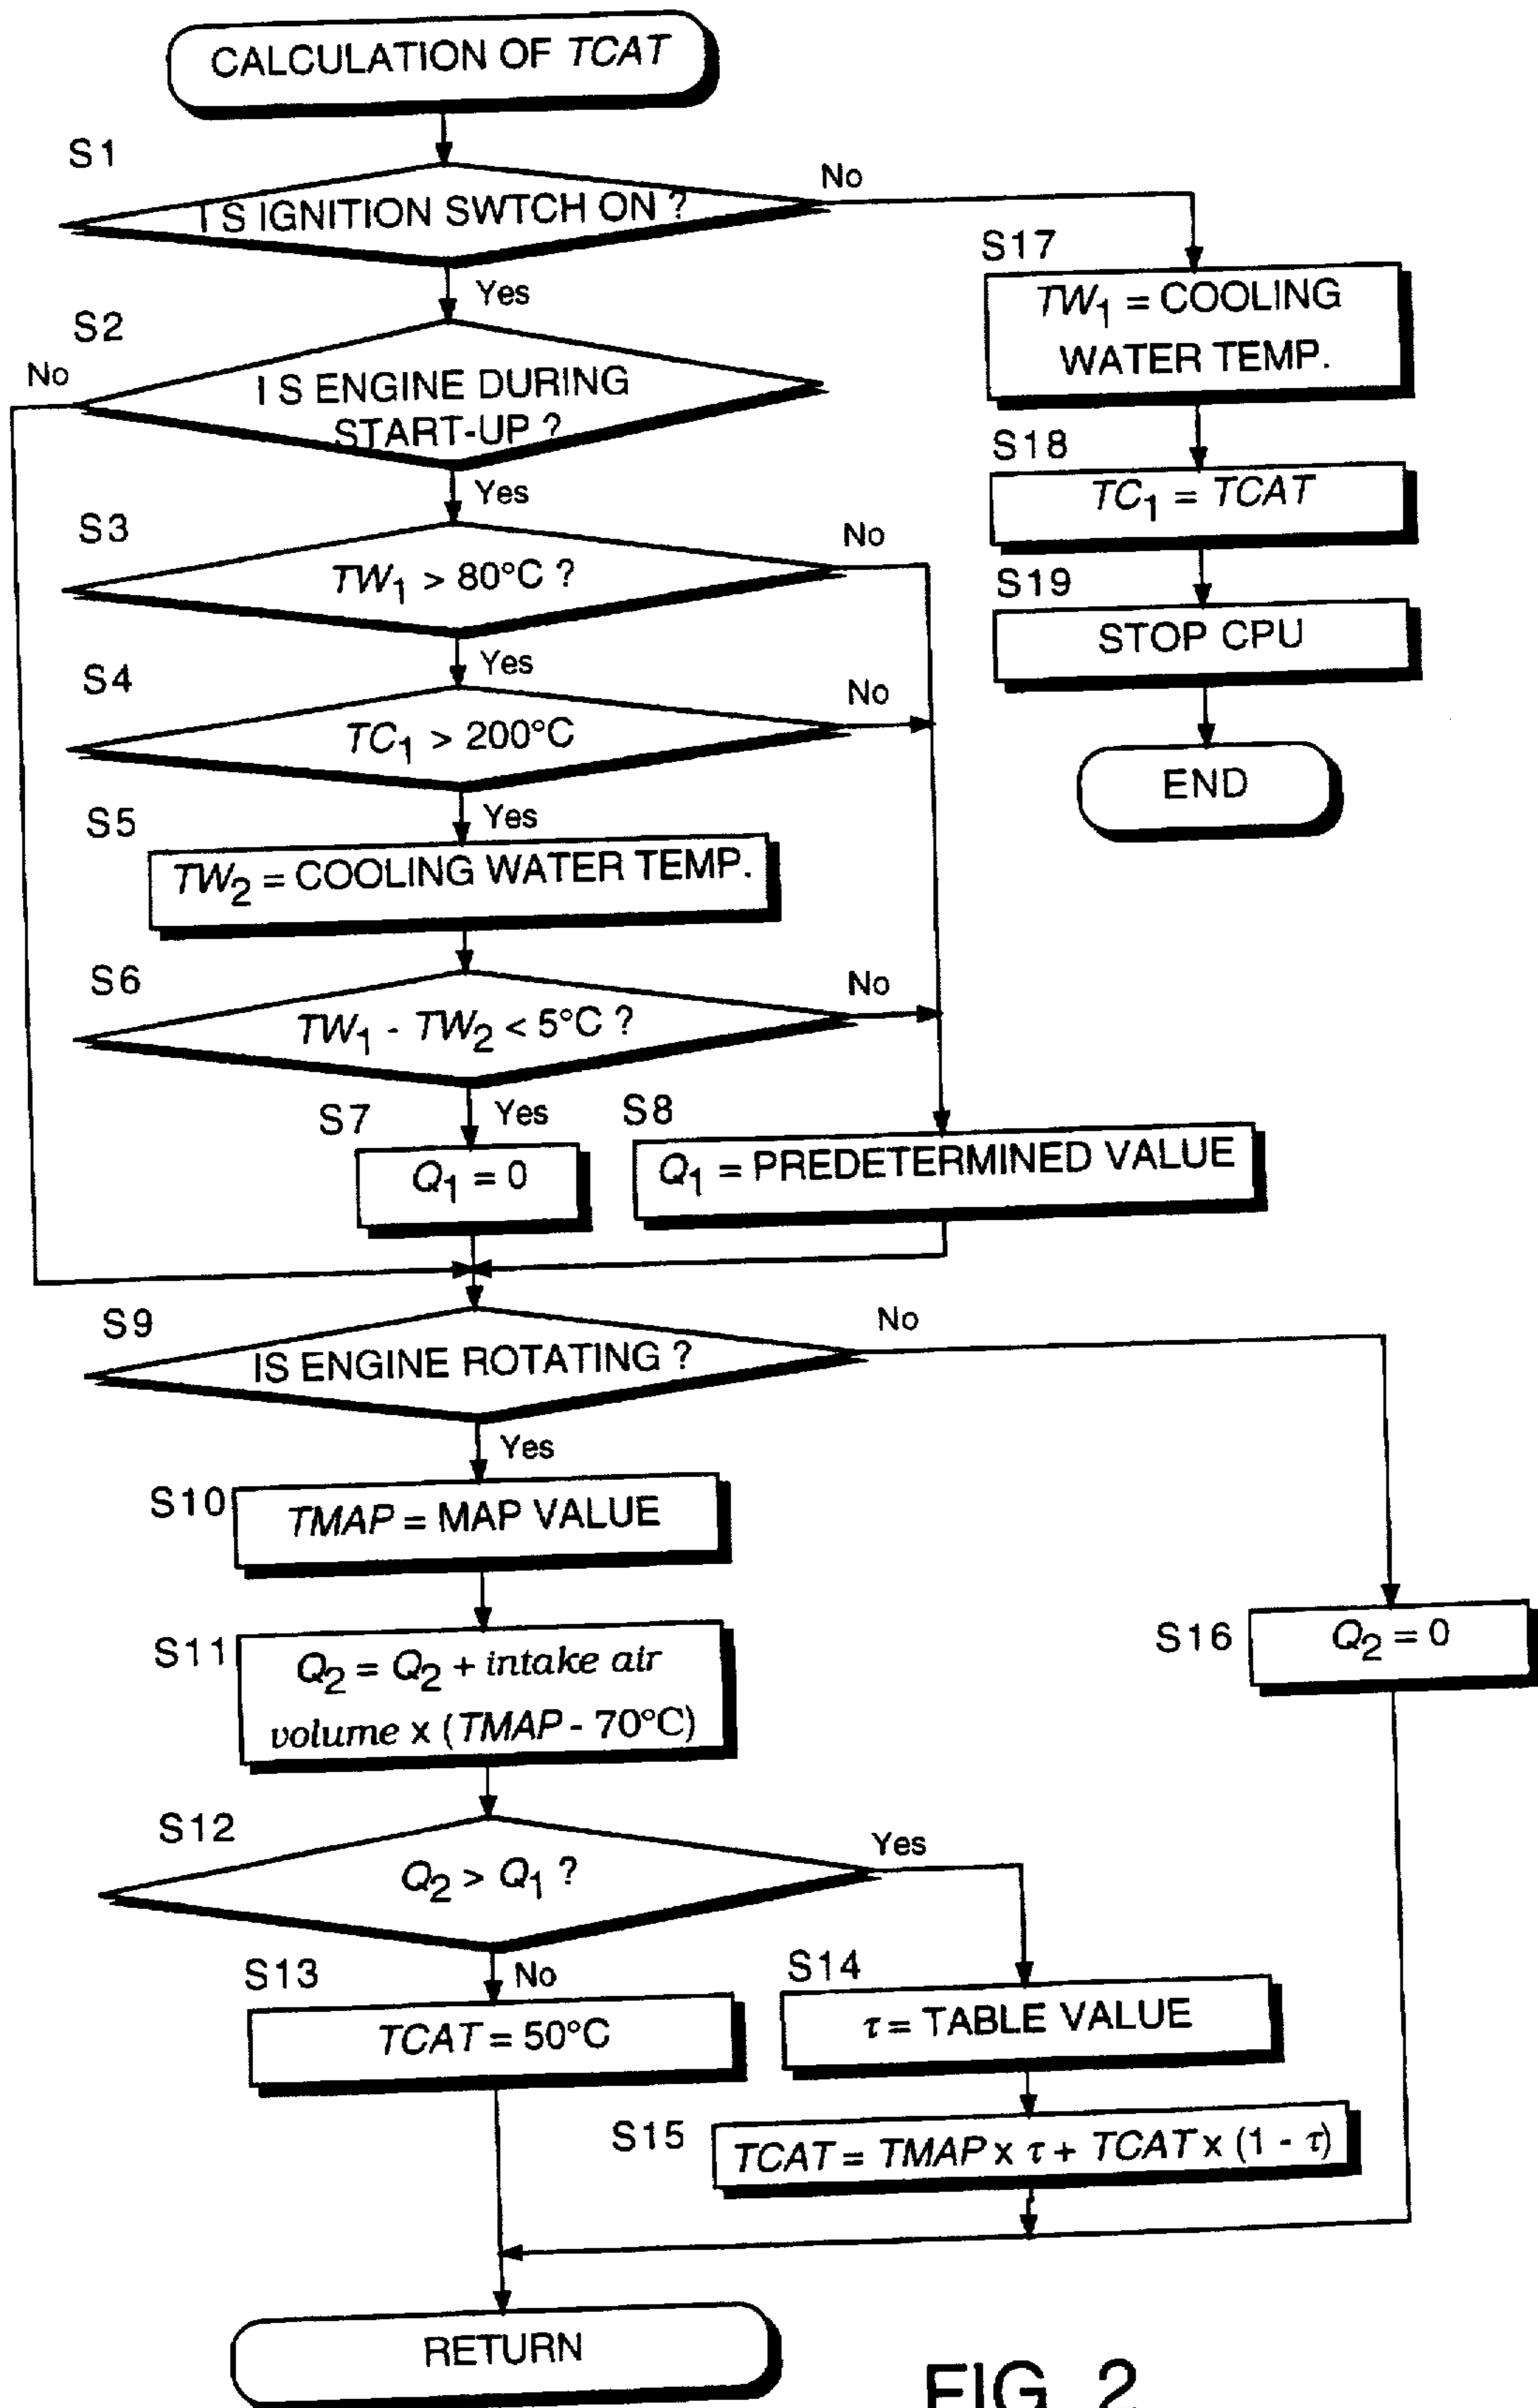 CALCULATION OF TCAT
S1
I S IGNITION SWTCH ON ?
No
Yes
S2
No
I S ENGINE DURING
START-UP ?
Yes
S3
TW₁ > 80°C ?
No
Yes
S4
TC₁ > 200°C
No
Yes
S5
TW₂ = COOLING WATER TEMP.
S6
TW₁ - TW₂ < 5°C ?
No
Yes
S7
Q₁ = 0
S8
Q₁ = PREDETERMINED VALUE
S9
IS ENGINE ROTATING ?
No
Yes
S10
TMAP = MAP VALUE
S11
Q₂ = Q₂ + intake air
volume x (TMAP - 70°C)
S12
Q₂ > Q₁ ?
Yes
No
S13
TCAT = 50°C
S14
τ = TABLE VALUE
S15
TCAT = TMAP x τ + TCAT x (1 - τ)
S16
Q₂ = 0
S17
TW₁ = COOLING
WATER TEMP.
S18
TC₁ = TCAT
S19
STOP CPU
END
RETURN
FIG. 2